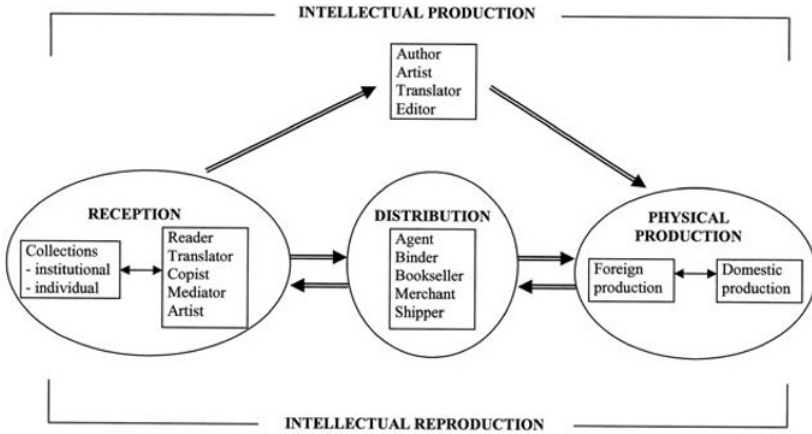 INTELLECTUAL PRODUCTION
Author
Artist
Translator
Editor
RECEPTION
Collections
- institutional
- individual
Reader
Translator
Copist
Mediator
Artist
DISTRIBUTION
Agent
Binder
Bookseller
Merchant
Shipper
PHYSICAL
PRODUCTION
Foreign
production
Domestic
production
INTELLECTUAL REPRODUCTION